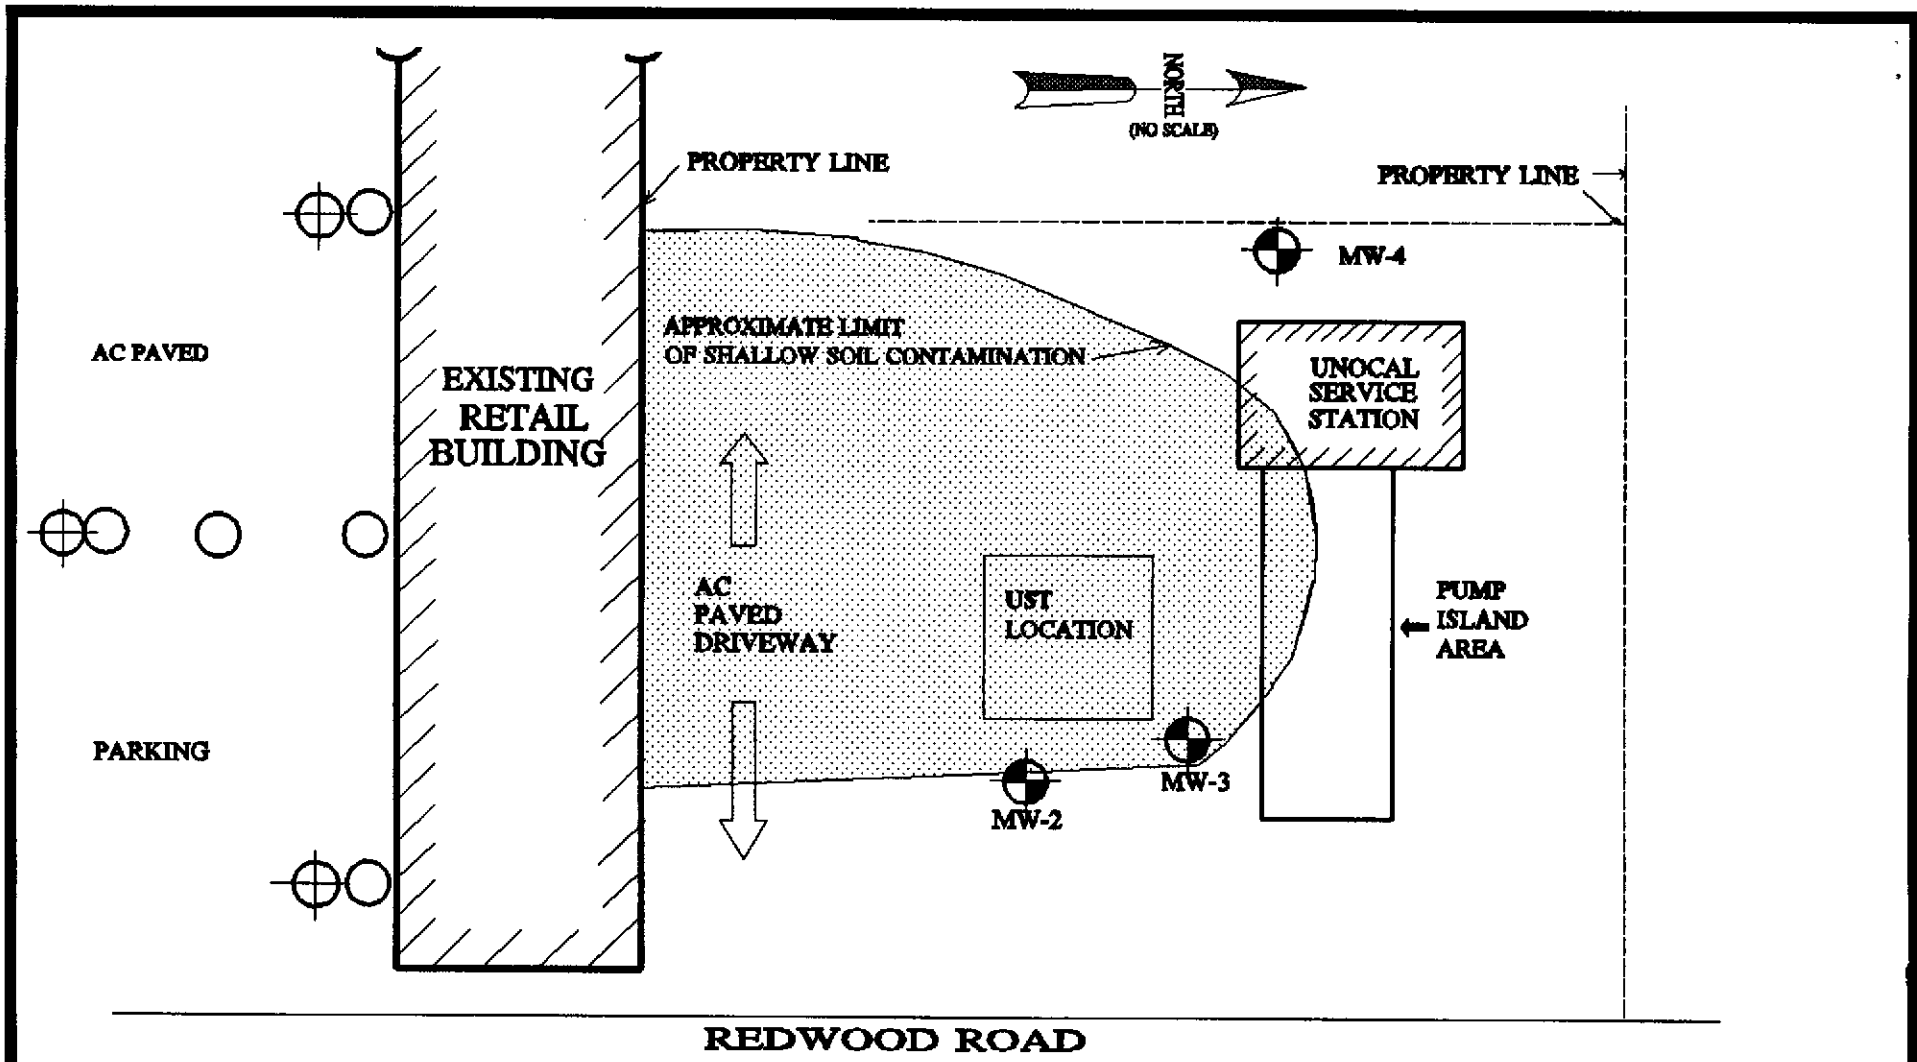 NORTH
(NO SCALE)
PROPERTY LINE
PROPERTY LINE
MW-4
APPROXIMATE LIMIT
OF SHALLOW SOIL CONTAMINATION
AC PAVED
EXISTING
RETAIL
BUILDING
UNOCAL
SERVICE
STATION
AC
PAVED
DRIVEWAY
UST
LOCATION
PUMP
ISLAND
AREA
PARKING
MW-3
MW-2
REDWOOD ROAD